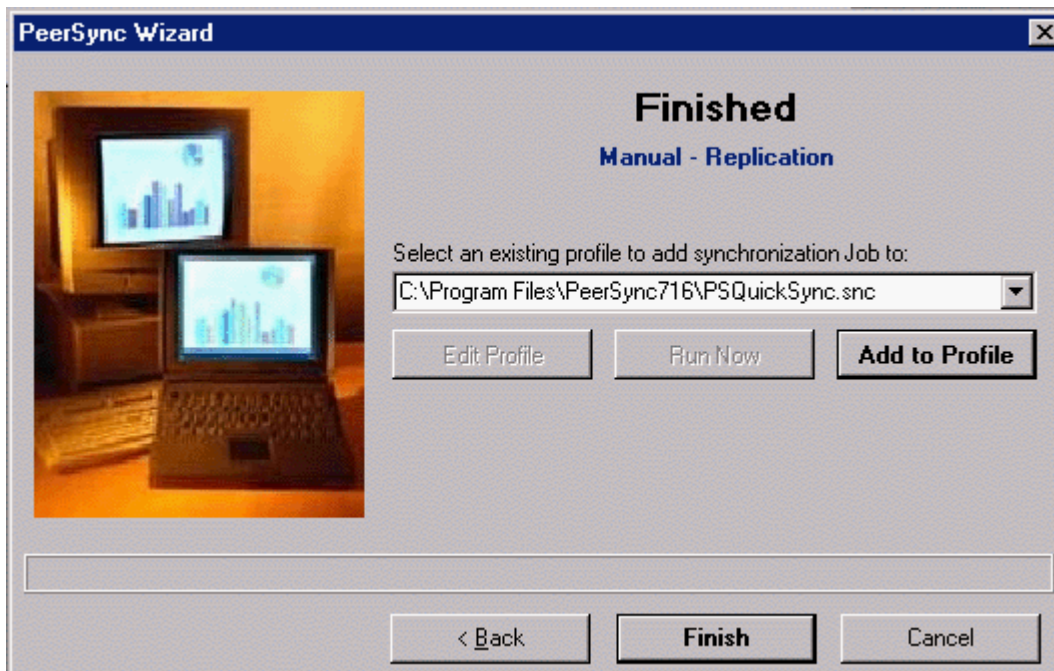 PeerSync Wizard
Finished
Manual - Replication
Select an existing profile to add synchronization Job to:
C:\Program Files\PeerSync716\PSQuickSync.snc
Edit Profile
Run Now
Add to Profile
< Back
Finish
Cancel